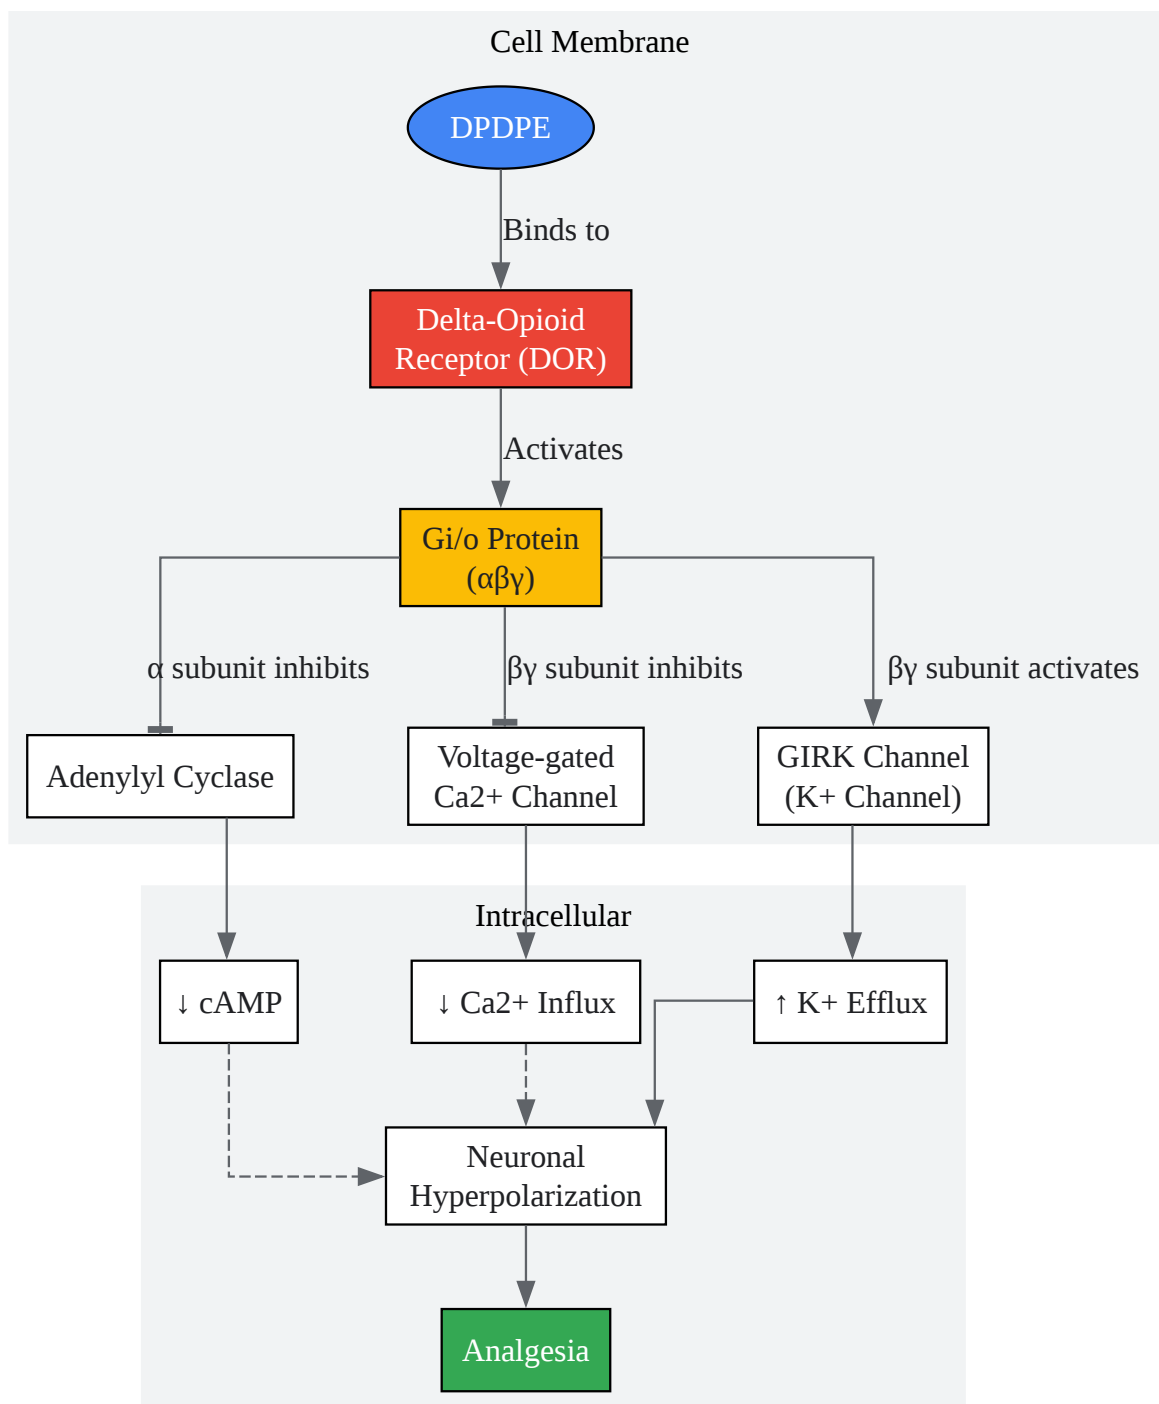 Cell Membrane
DPDPE
Binds to
Delta-Opioid
Receptor (DOR)
Activates
Gi/o Protein
(αβγ)
α subunit inhibits
βγ subunit inhibits
βγ subunit activates
Adenylyl Cyclase
Voltage-gated
Ca2+ Channel
GIRK Channel
(K+ Channel)
Intracellular
↓ cAMP
↓ Ca2+ Influx
↑ K+ Efflux
Neuronal
Hyperpolarization
Analgesia